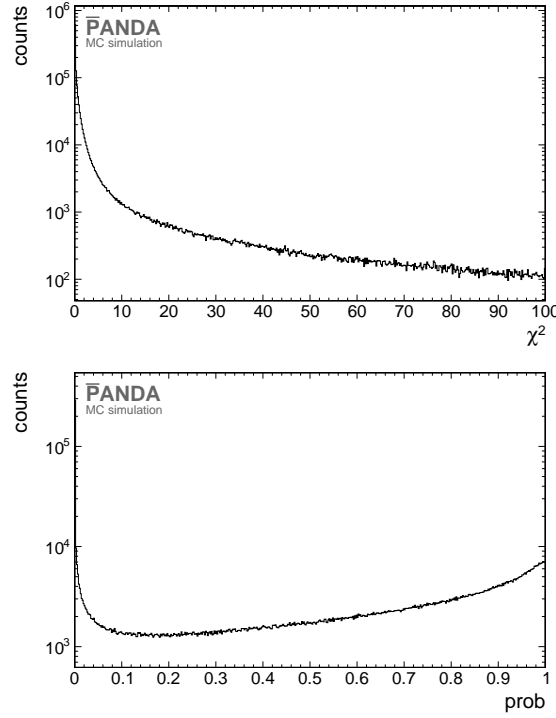 counts
10⁶
P̅ANDA
MC simulation
10⁵
10⁴
10³
10²
0 10 20 30 40 50 60 70 80 90 100
χ²
counts
P̅ANDA
MC simulation
10⁵
10⁴
10³
0 0.1 0.2 0.3 0.4 0.5 0.6 0.7 0.8 0.9 1
prob